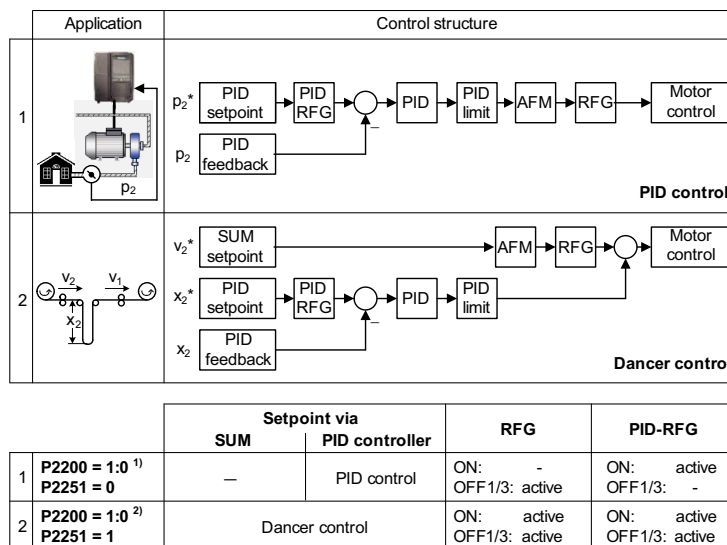 Application Control structure
1
p₂* PID setpoint PID RFG PID PID limit AFM RFG Motor control
p₂ PID feedback
–
p₂
PID control
2
v₂ v₁
x₂
v₂* SUM setpoint AFM RFG Motor control
x₂* PID setpoint PID RFG PID PID limit
–
x₂ PID feedback
Dancer contro
Setpoint via RFG PID-RFG
SUM PID controller
1 P2200 = 1:0 ¹⁾ – PID control ON: - ON: active
P2251 = 0 OFF1/3: active OFF1/3: -
2 P2200 = 1:0 ²⁾ Dancer control ON: active ON: active
P2251 = 1 OFF1/3: active OFF1/3: active